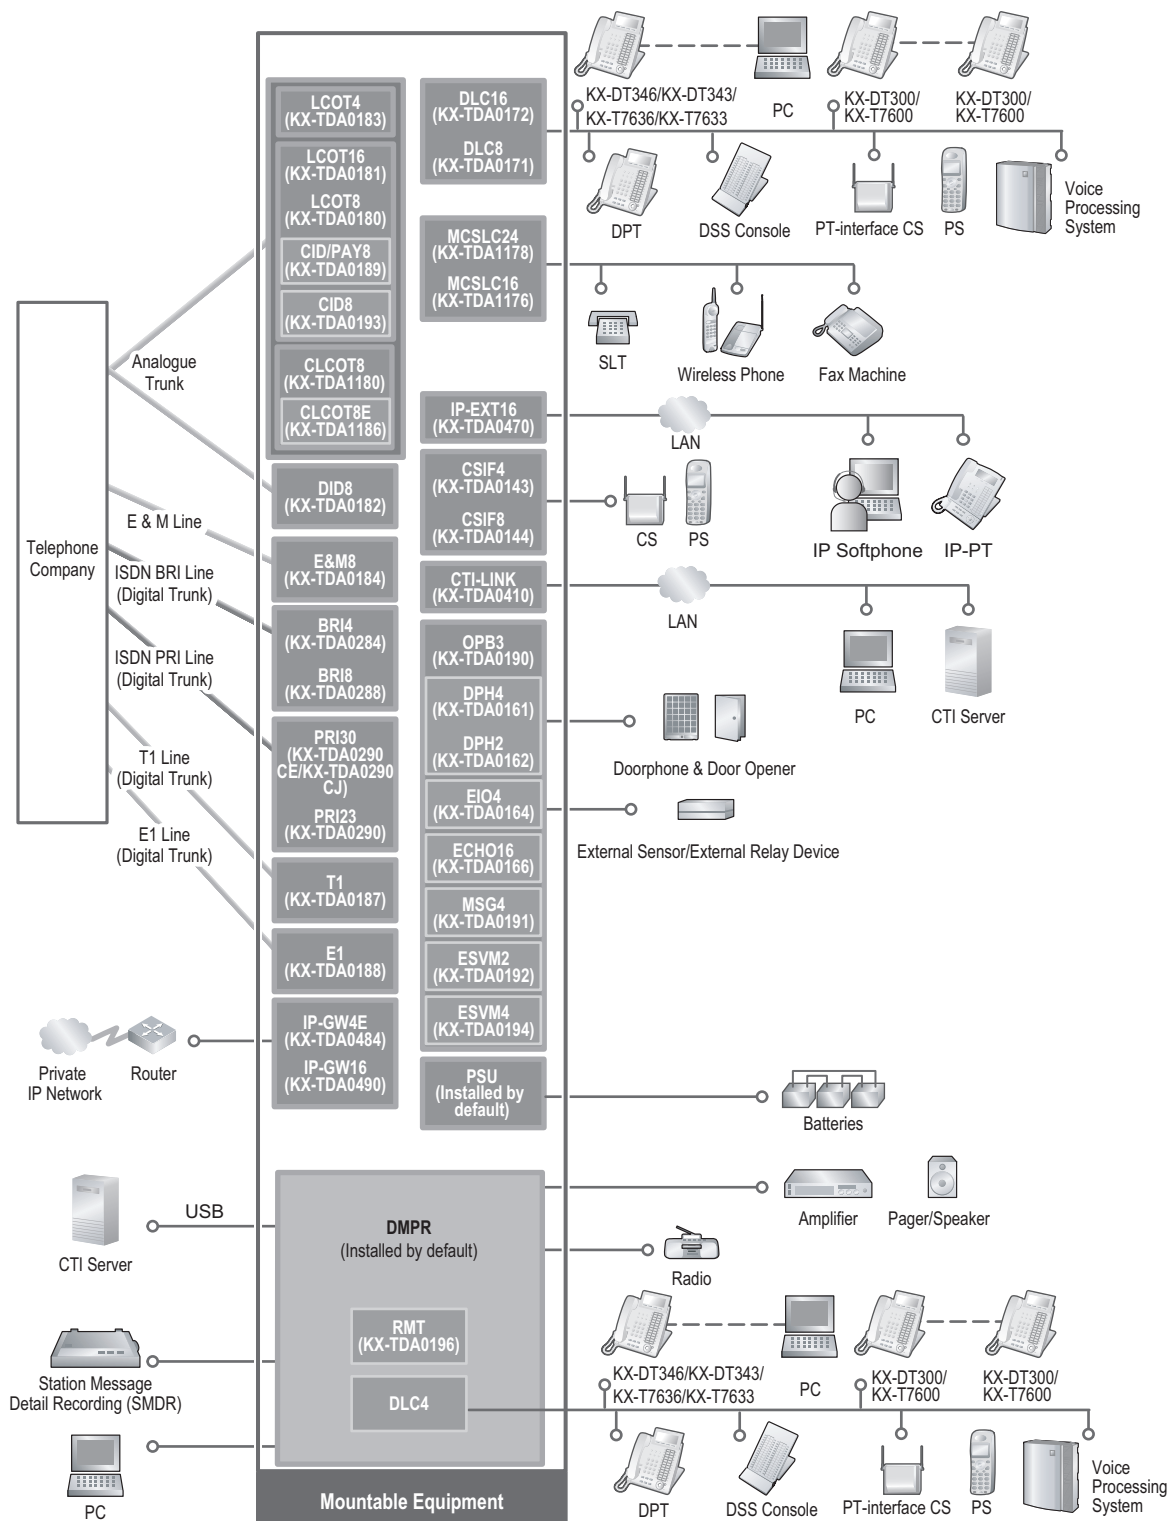 LCOT4
(KX-TDA0183)
LCOT16
(KX-TDA0181)
LCOT8
(KX-TDA0180)
CID/PAY8
(KX-TDA0189)
CID8
(KX-TDA0193)
CLCOT8
(KX-TDA1180)
CLCOT8E
(KX-TDA1186)
DID8
(KX-TDA0182)
E&M8
(KX-TDA0184)
BRI4
(KX-TDA0284)
BRI8
(KX-TDA0288)
PRI30
(KX-TDA0290
CE/KX-TDA0290
CJ)
PRI23
(KX-TDA0290)
T1
(KX-TDA0187)
E1
(KX-TDA0188)
IP-GW4E
(KX-TDA0484)
IP-GW16
(KX-TDA0490)
DLC16
(KX-TDA0172)
DLC8
(KX-TDA0171)
MCSLC24
(KX-TDA1178)
MCSLC16
(KX-TDA1176)
IP-EXT16
(KX-TDA0470)
CSIF4
(KX-TDA0143)
CSIF8
(KX-TDA0144)
CTI-LINK
(KX-TDA0410)
OPB3
(KX-TDA0190)
DPH4
(KX-TDA0161)
DPH2
(KX-TDA0162)
EIO4
(KX-TDA0164)
ECHO16
(KX-TDA0166)
MSG4
(KX-TDA0191)
ESVM2
(KX-TDA0192)
ESVM4
(KX-TDA0194)
PSU
(Installed by
default)
DMPR
(Installed by default)
RMT
(KX-TDA0196)
DLC4
Mountable Equipment
Telephone
Company
Analogue
Trunk
E & M Line
ISDN BRI Line
(Digital Trunk)
ISDN PRI Line
(Digital Trunk)
T1 Line
(Digital Trunk)
E1 Line
(Digital Trunk)
Private
IP Network
Router
CTI Server
USB
Station Message
Detail Recording (SMDR)
PC
KX-DT346/KX-DT343/
KX-T7636/KX-T7633
PC
KX-DT300/
KX-T7600
KX-DT300/
KX-T7600
DPT
DSS Console
PT-interface CS
PS
Voice
Processing
System
SLT
Wireless Phone
Fax Machine
LAN
IP Softphone
IP-PT
CS
PS
LAN
PC
CTI Server
Doorphone & Door Opener
External Sensor/External Relay Device
Batteries
Amplifier
Pager/Speaker
Radio
KX-DT346/KX-DT343/
KX-T7636/KX-T7633
PC
KX-DT300/
KX-T7600
KX-DT300/
KX-T7600
DPT
DSS Console
PT-interface CS
PS
Voice
Processing
System